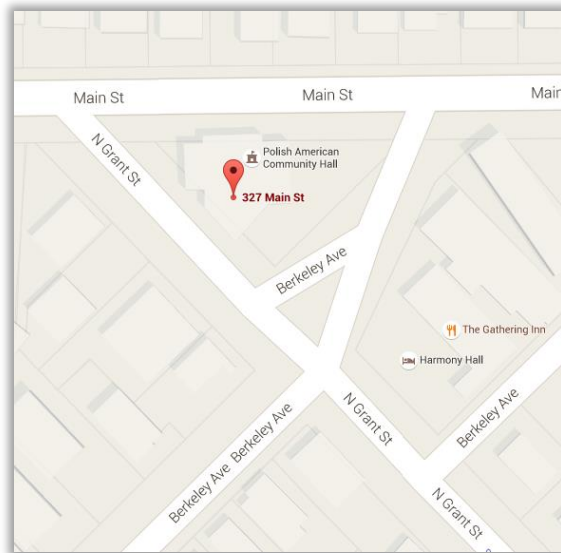 Main St
Main St
Main
N Grant St
Polish American
Community Hall
327 Main St
Berkeley Ave
The Gathering Inn
Harmony Hall
Berkeley Ave
N Grant St
Berkeley Ave
Berkeley Ave
N Grant St